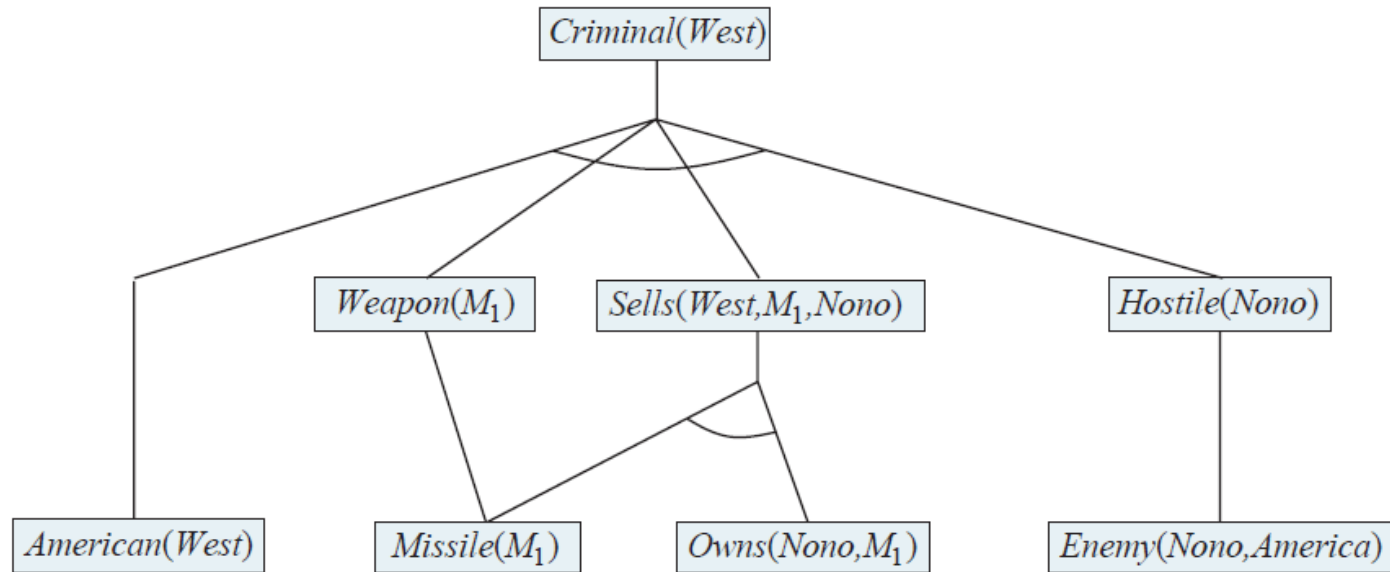 Criminal(West)
Weapon(M₁)
Sells(West,M₁,Nono)
Hostile(Nono)
American(West)
Missile(M₁)
Owns(Nono,M₁)
Enemy(Nono,America)